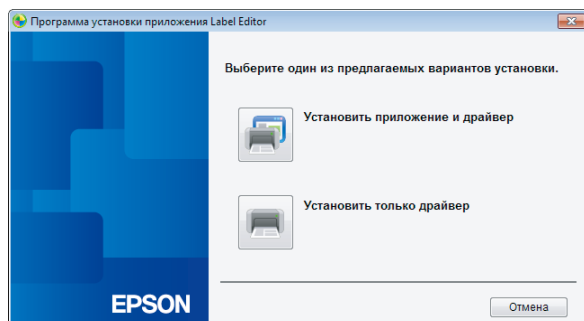 Программа установки приложения Label Editor
Выберите один из предлагаемых вариантов установки.
Установить приложение и драйвер
Установить только драйвер
EPSON
Отмена